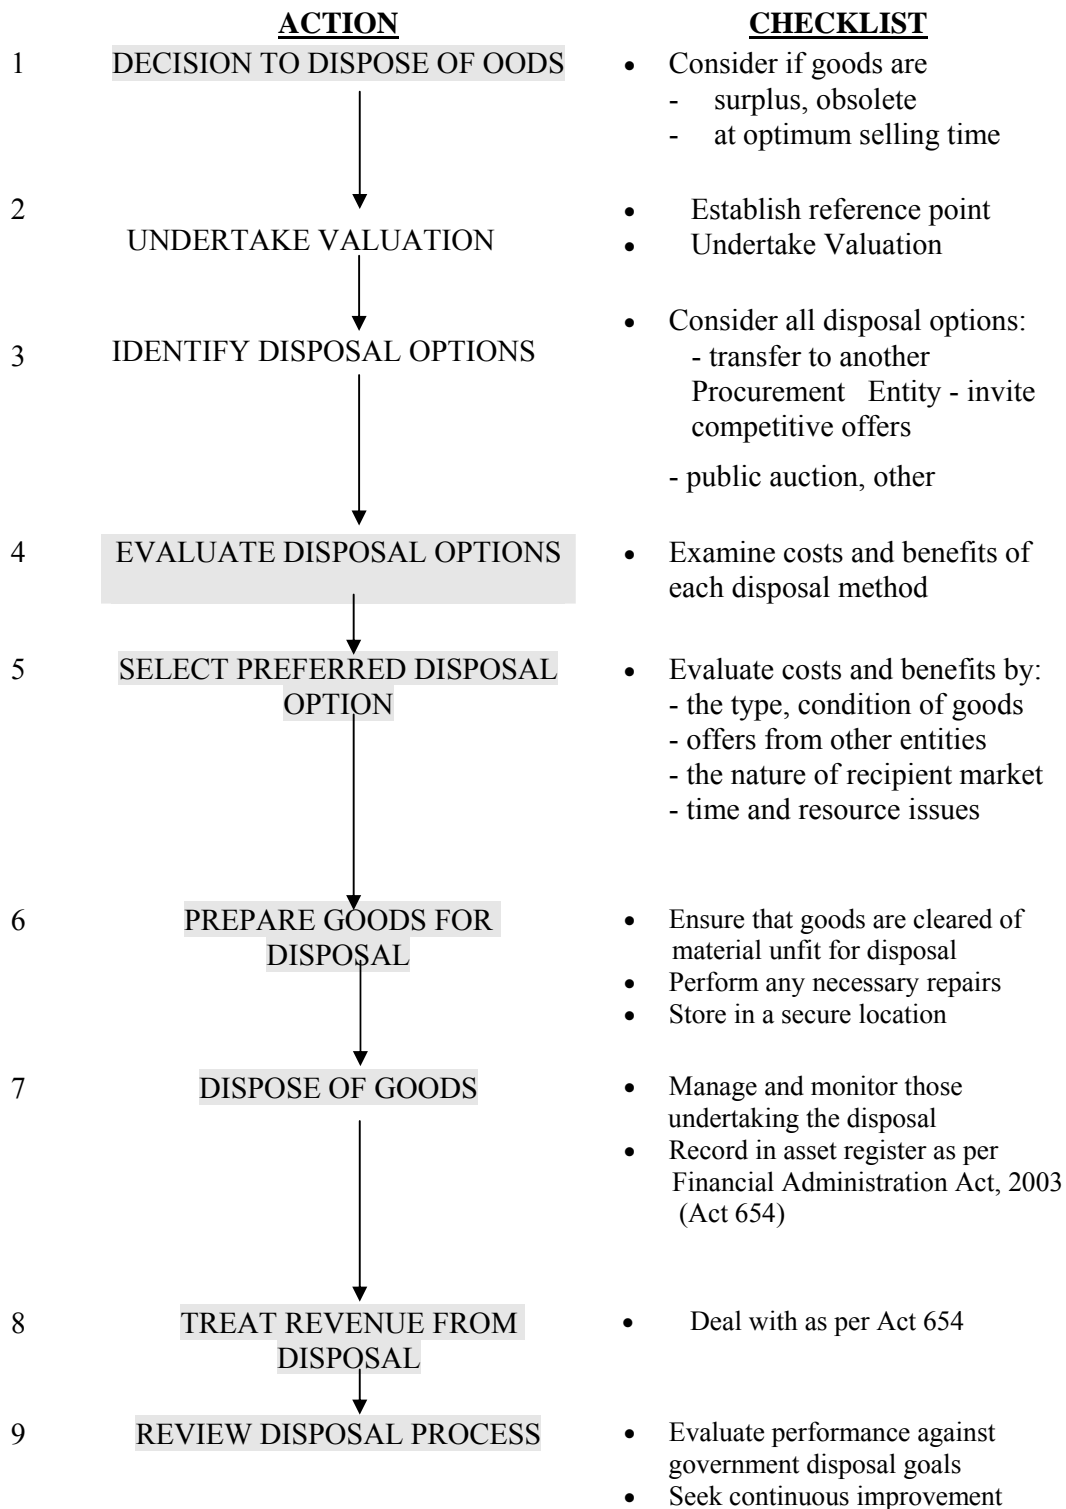 ACTION CHECKLIST
1 DECISION TO DISPOSE OF OODS • Consider if goods are
- surplus, obsolete
- at optimum selling time
2 • Establish reference point
UNDERTAKE VALUATION • Undertake Valuation
• Consider all disposal options:
3 IDENTIFY DISPOSAL OPTIONS - transfer to another
Procurement Entity - invite
competitive offers
- public auction, other
4 EVALUATE DISPOSAL OPTIONS • Examine costs and benefits of
each disposal method
5 SELECT PREFERRED DISPOSAL • Evaluate costs and benefits by:
OPTION - the type, condition of goods
- offers from other entities
- the nature of recipient market
- time and resource issues
6 PREPARE GOODS FOR • Ensure that goods are cleared of
DISPOSAL material unfit for disposal
• Perform any necessary repairs
• Store in a secure location
7 DISPOSE OF GOODS • Manage and monitor those
undertaking the disposal
• Record in asset register as per
Financial Administration Act, 2003
(Act 654)
8 TREAT REVENUE FROM • Deal with as per Act 654
DISPOSAL
9 REVIEW DISPOSAL PROCESS • Evaluate performance against
government disposal goals
• Seek continuous improvement